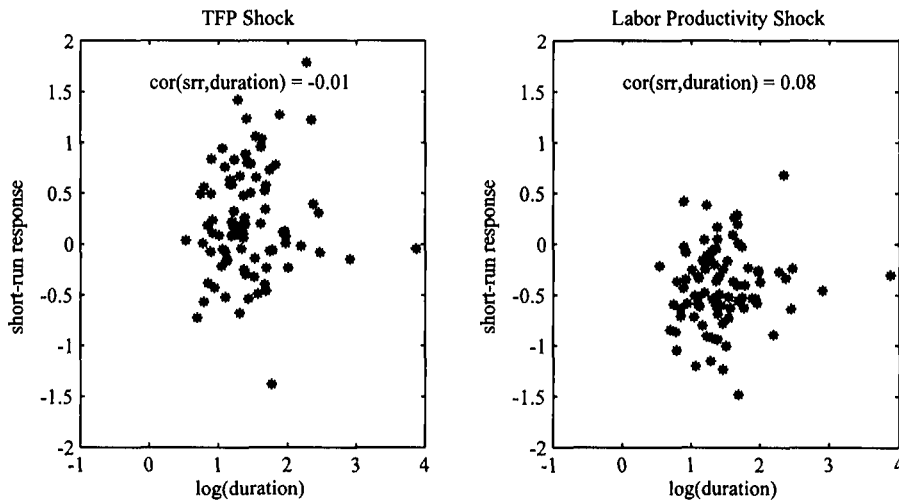 TFP Shock
2
1.5
1
0.5
0
-0.5
-1
-1.5
-2
short-run response
cor(srr,duration) = -0.01
-1 0 1 2 3 4
log(duration)
Labor Productivity Shock
2
1.5
1
0.5
0
-0.5
-1
-1.5
-2
short-run response
cor(srr,duration) = 0.08
-1 0 1 2 3 4
log(duration)